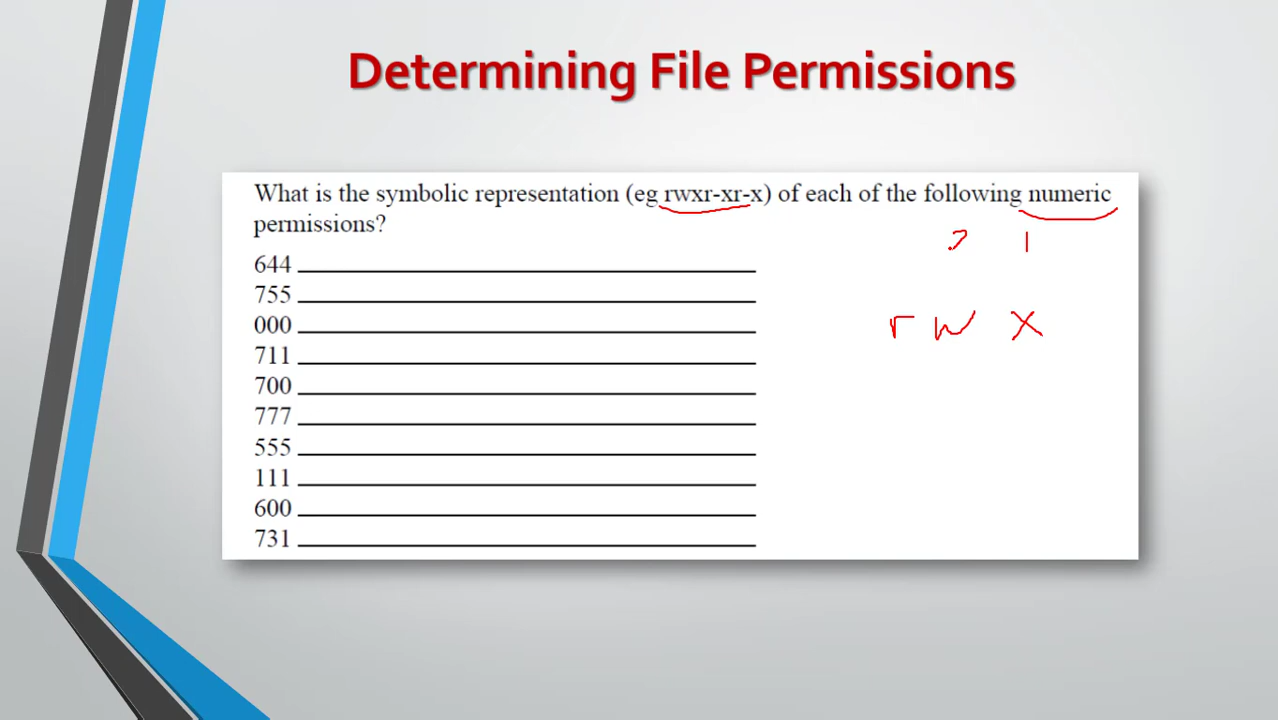 Determining File Permissions
What is the symbolic representation (eg rwxr-xr-x) of each of the following numeric
permissions?
2 1
644
755
000
r w x
711
700
777
555
111
600
731